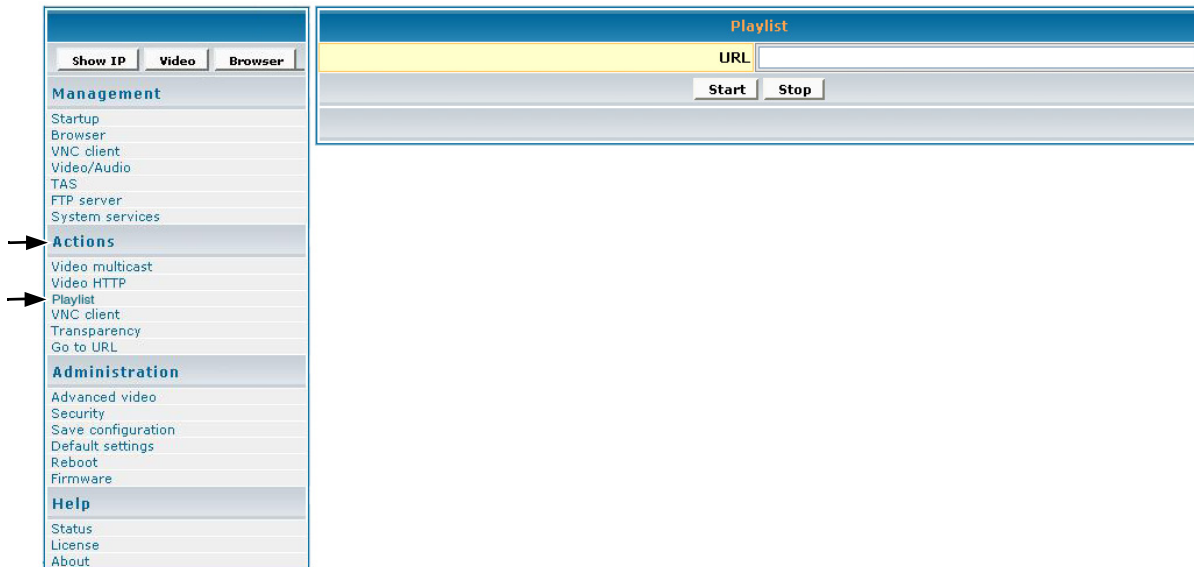 Show IP Video Browser
Management
Startup
Browser
VNC client
Video/Audio
TAS
FTP server
System services
Actions
Video multicast
Video HTTP
Playlist
VNC client
Transparency
Go to URL
Administration
Advanced video
Security
Save configuration
Default settings
Reboot
Firmware
Help
Status
License
About
Playlist
URL
Start Stop